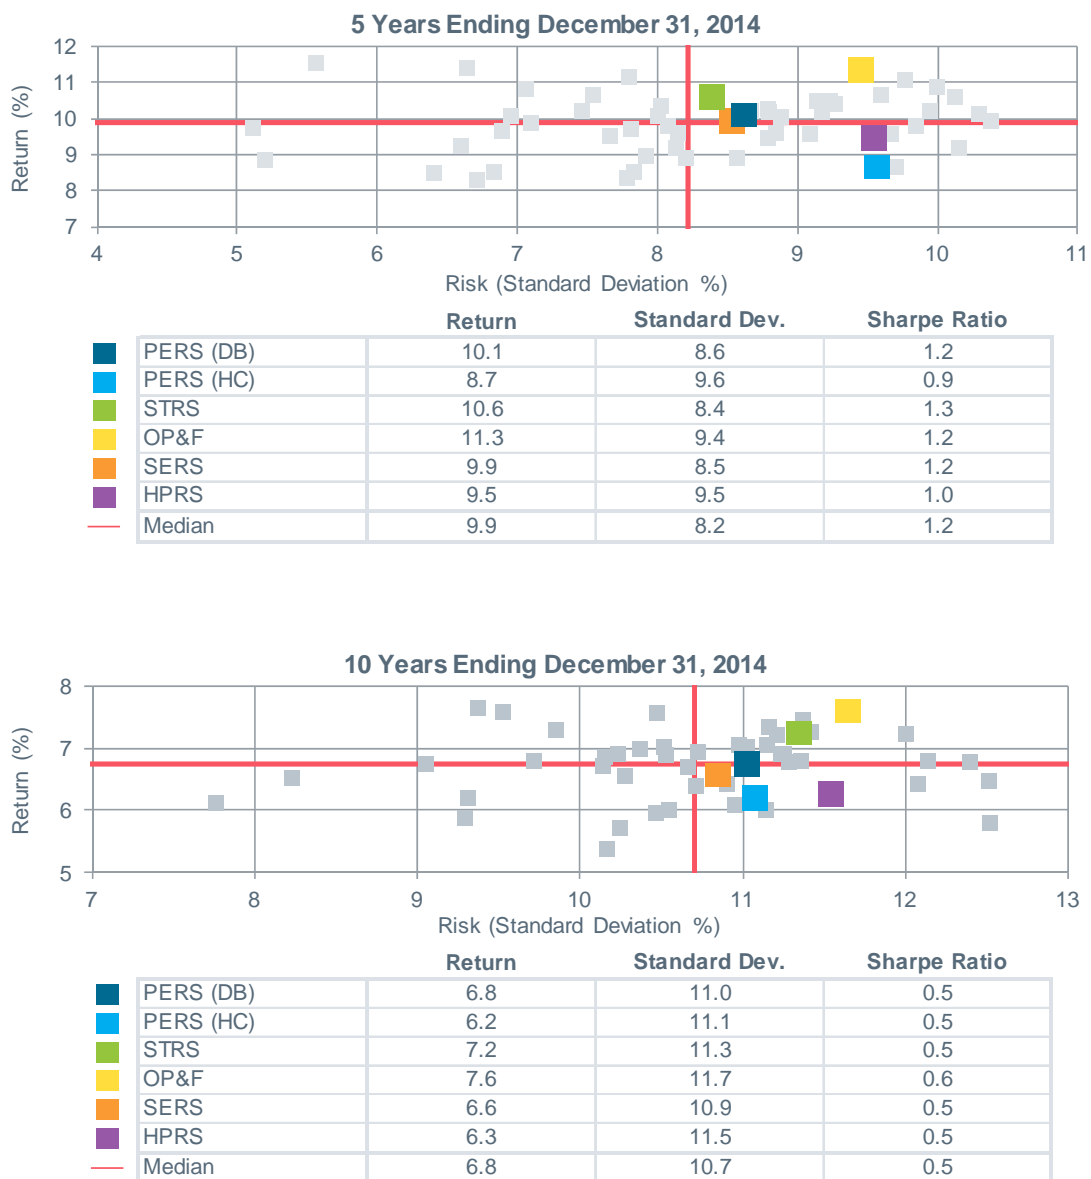 5 Years Ending December 31, 2014
12
11
10
9
8
7
Return (%)
4 5 6 7 8 9 10 11
Risk (Standard Deviation %)
Return Standard Dev. Sharpe Ratio
PERS (DB) 10.1 8.6 1.2
PERS (HC) 8.7 9.6 0.9
STRS 10.6 8.4 1.3
OP&F 11.3 9.4 1.2
SERS 9.9 8.5 1.2
HPRS 9.5 9.5 1.0
Median 9.9 8.2 1.2
10 Years Ending December 31, 2014
8
7
6
5
Return (%)
7 8 9 10 11 12 13
Risk (Standard Deviation %)
Return Standard Dev. Sharpe Ratio
PERS (DB) 6.8 11.0 0.5
PERS (HC) 6.2 11.1 0.5
STRS 7.2 11.3 0.5
OP&F 7.6 11.7 0.6
SERS 6.6 10.9 0.5
HPRS 6.3 11.5 0.5
Median 6.8 10.7 0.5